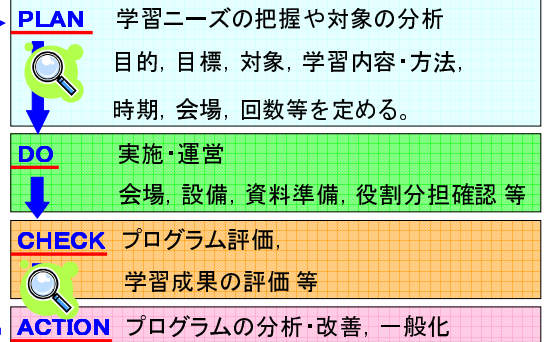 PLAN 学習ニーズの把握や対象の分析
目的，目標，対象，学習内容・方法，
時期，会場，回数等を定める。
DO 実施・運営
会場，設備，資料準備，役割分担確認 等
CHECK プログラム評価，
学習成果の評価 等
ACTION プログラムの分析・改善，一般化